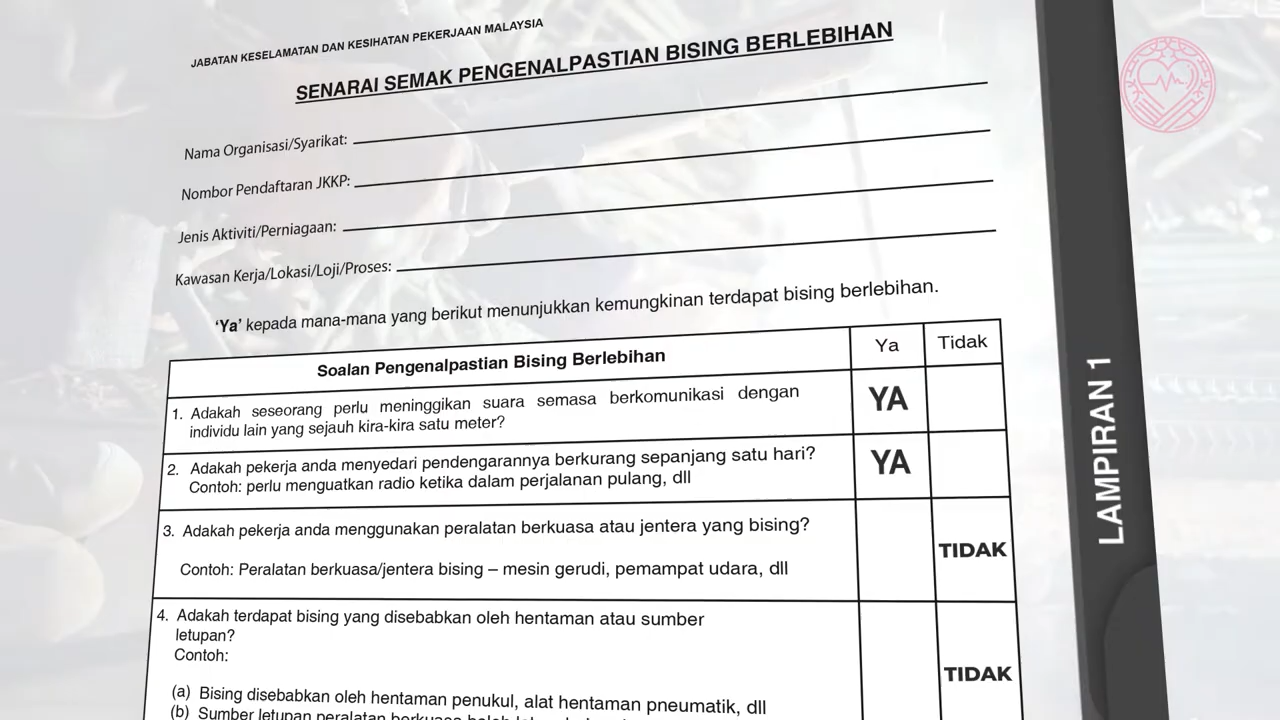 JABATAN KESELAMATAN DAN KESIHATAN PEKERJAAN MALAYSIA
SENARAI SEMAK PENGENALPASTIAN BISING BERLEBIHAN
Nama Organisasi/Syarikat:
Nombor Pendaftaran JKKP:
Jenis Aktiviti/Perniagaan:
Kawasan Kerja/Lokasi/Loji/Proses:
‘Ya’ kepada mana-mana yang berikut menunjukkan kemungkinan terdapat bising berlebihan.
Soalan Pengenalpastian Bising Berlebihan Ya Tidak
1. Adakah seseorang perlu meninggikan suara semasa berkomunikasi dengan
individu lain yang sejauh kira-kira satu meter?
YA
2. Adakah pekerja anda menyedari pendengarannya berkurang sepanjang satu hari?
Contoh: perlu menguatkan radio ketika dalam perjalanan pulang, dll
YA
3. Adakah pekerja anda menggunakan peralatan berkuasa atau jentera yang bising?
Contoh: Peralatan berkuasa/jentera bising – mesin gerudi, pemampat udara, dll
TIDAK
4. Adakah terdapat bising yang disebabkan oleh hentaman atau sumber
letupan?
Contoh:
TIDAK
(a) Bising disebabkan oleh hentaman penukul, alat hentaman pneumatik, dll
(b) Sumber letupan peralatan berkuasa
LAMPIRAN 1